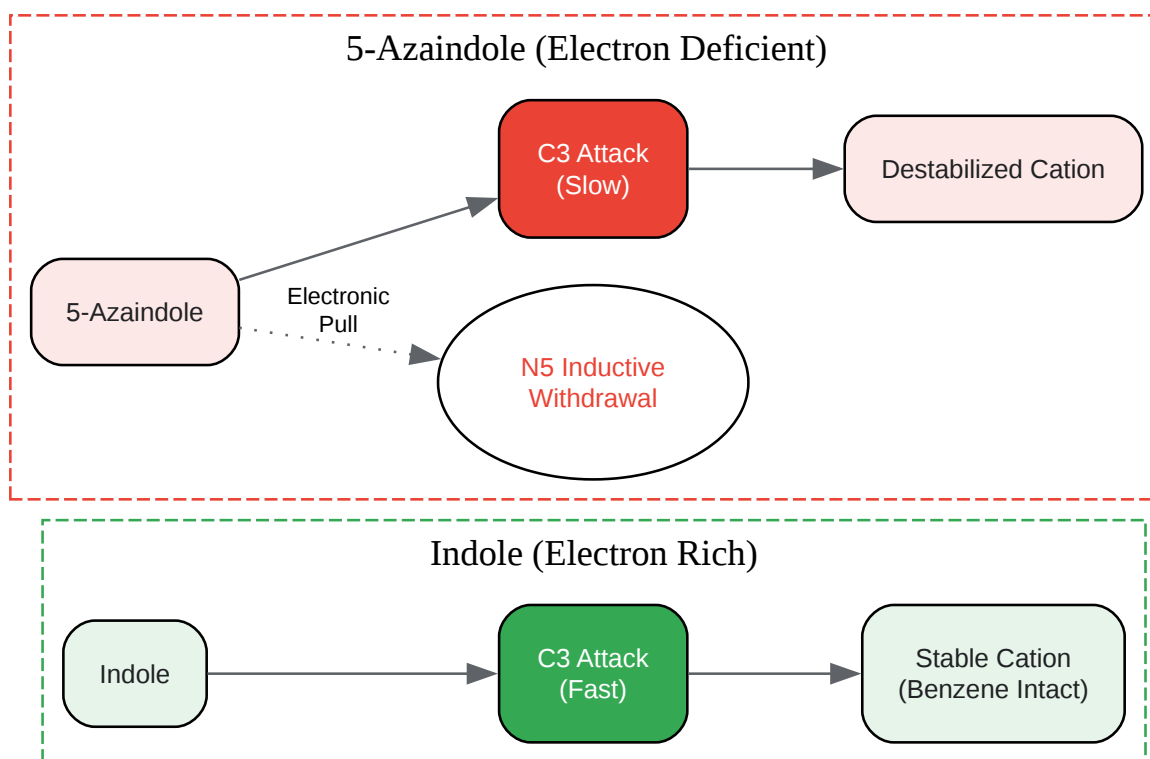 5-Azaindole (Electron Deficient)
C3 Attack
(Slow)
Destabilized Cation
5-Azaindole
Electronic
Pull
N5 Inductive
Withdrawal
Indole (Electron Rich)
Indole
C3 Attack
(Fast)
Stable Cation
(Benzene Intact)